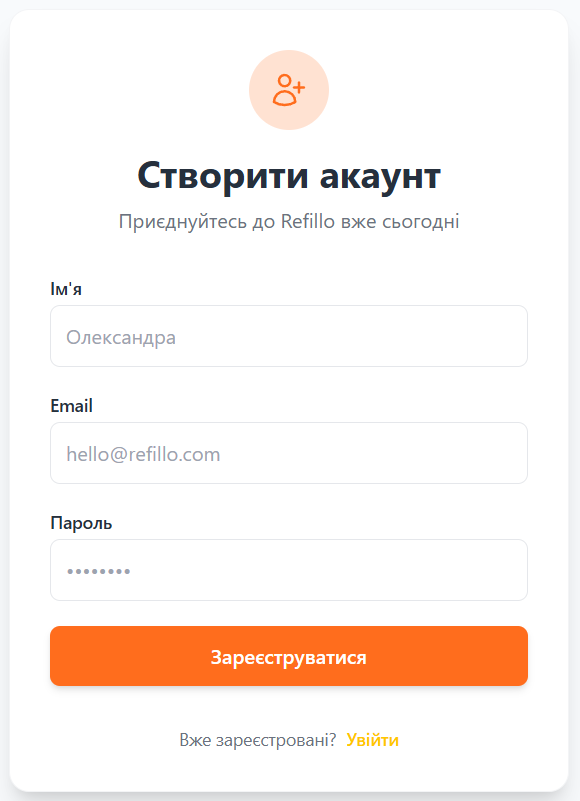 Створити акаунт
Приєднуйтесь до Refillo вже сьогодні
Ім'я
Олександра
Email
hello@refillo.com
Пароль
••••••••
Зареєструватися
Вже зареєстровані? Увійти